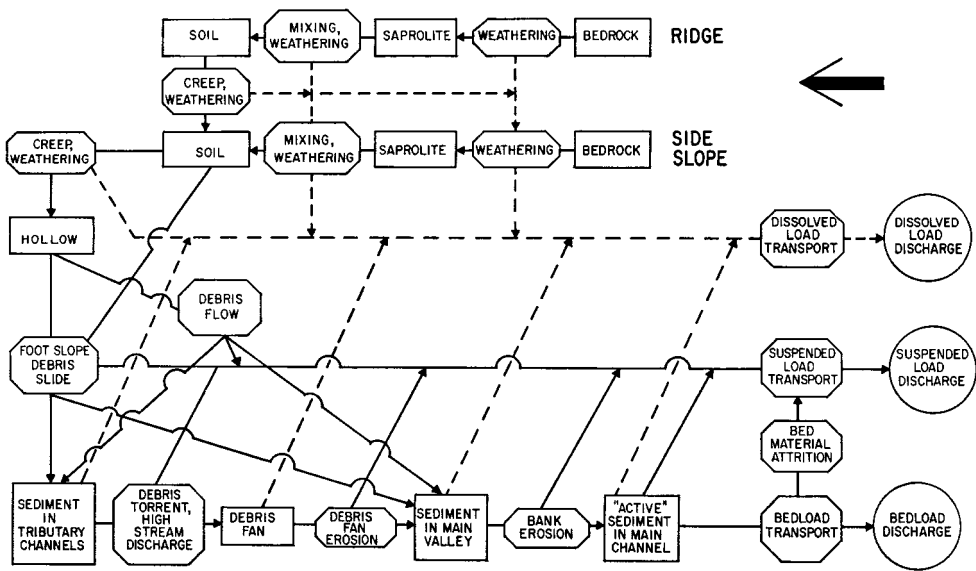 SOIL
MIXING,
WEATHERING
SAPROLITE
WEATHERING
BEDROCK
RIDGE
CREEP,
WEATHERING
CREEP,
WEATHERING
SOIL
MIXING,
WEATHERING
SAPROLITE
WEATHERING
BEDROCK
SIDE
SLOPE
HOLLOW
DISSOLVED
LOAD
TRANSPORT
DISSOLVED
LOAD
DISCHARGE
DEBRIS
FLOW
FOOT SLOPE
DEBRIS
SLIDE
SUSPENDED
LOAD
TRANSPORT
SUSPENDED
LOAD
DISCHARGE
BED
MATERIAL
ATTRITION
SEDIMENT
IN
TRIBUTARY
CHANNELS
DEBRIS
TORRENT,
HIGH
STREAM
DISCHARGE
DEBRIS
FAN
DEBRIS
FAN
EROSION
SEDIMENT
IN MAIN
VALLEY
BANK
EROSION
"ACTIVE"
SEDIMENT
IN MAIN
CHANNEL
BEDLOAD
TRANSPORT
BEDLOAD
DISCHARGE